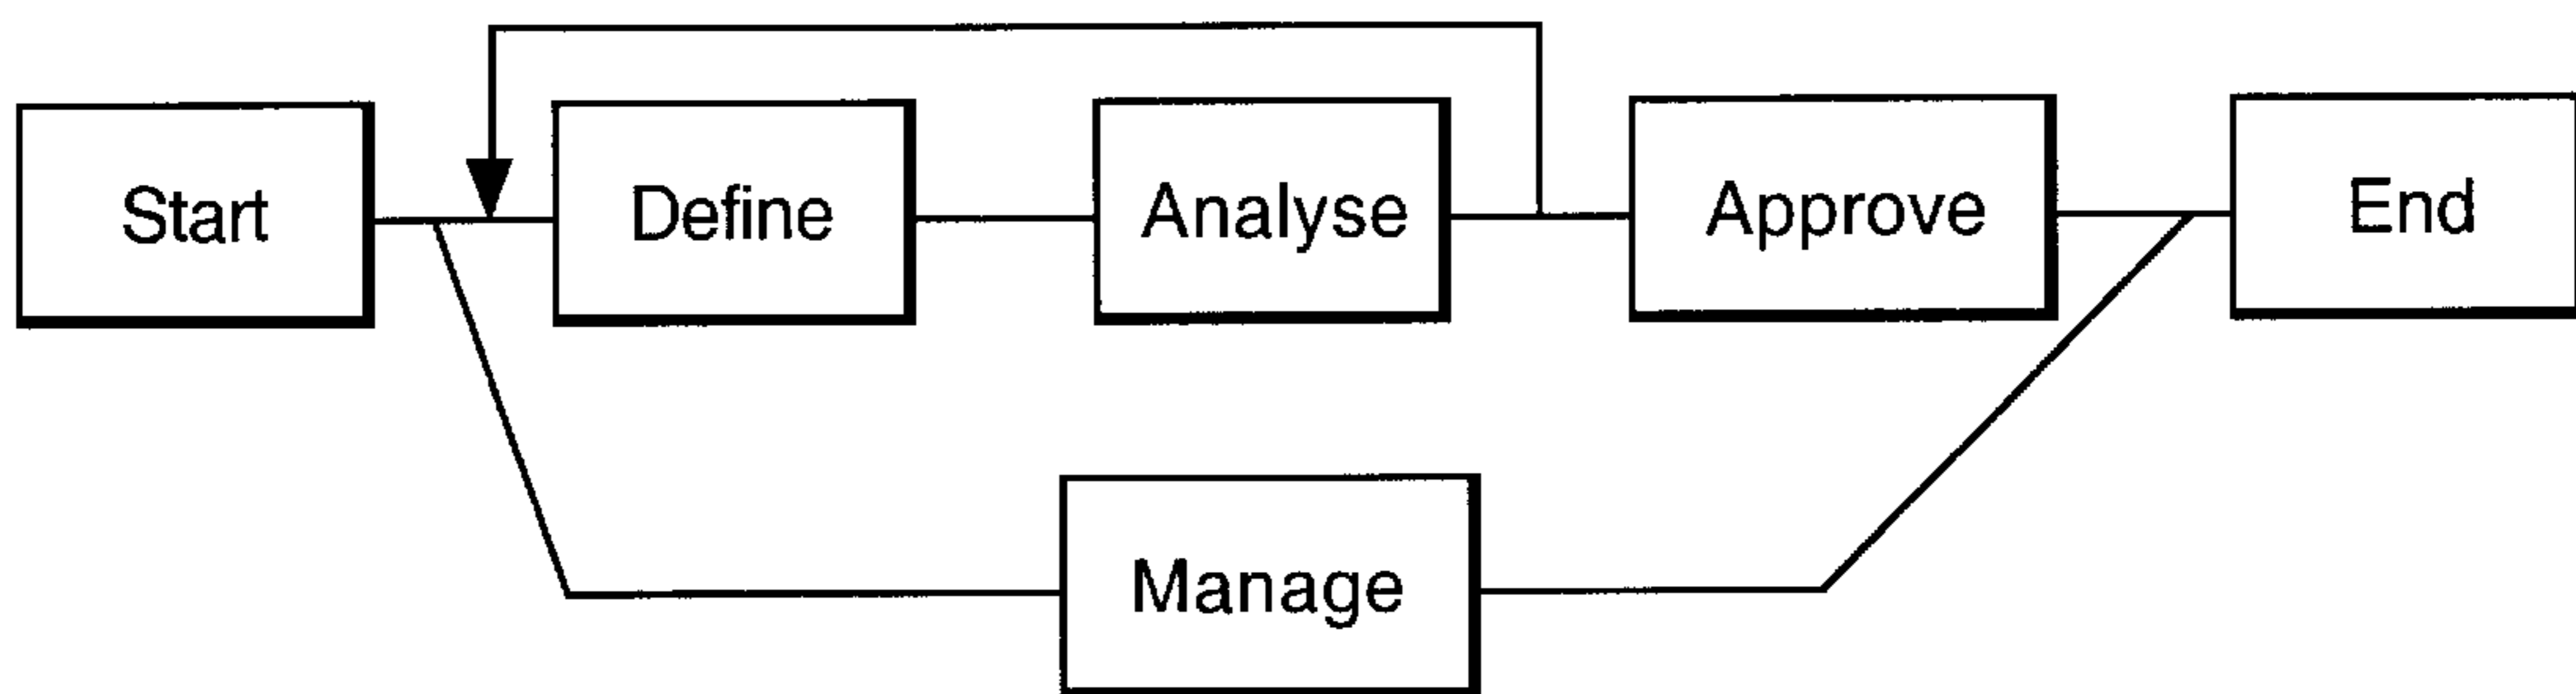 Start
Define
Analyse
Approve
End
Manage